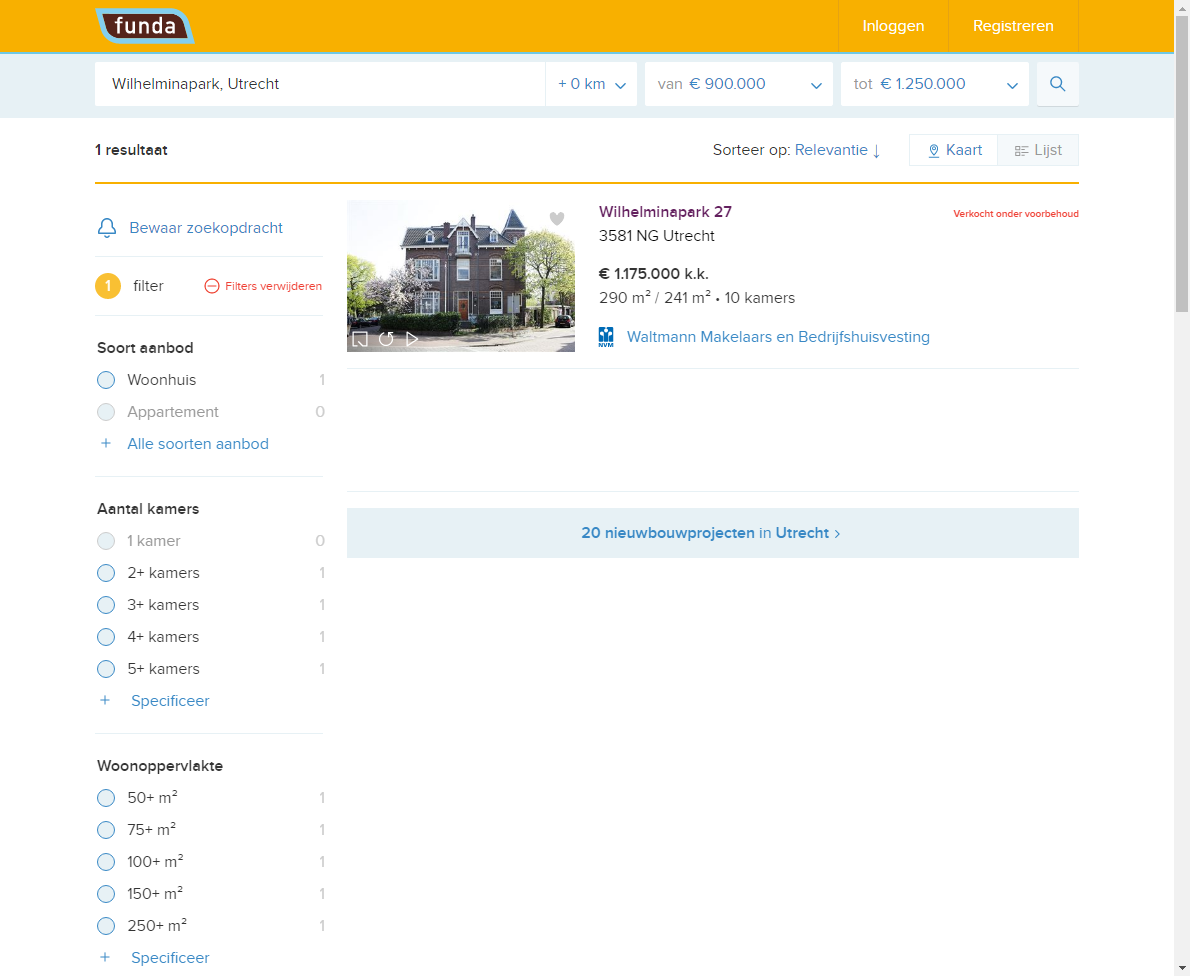 funda
Inloggen
Registreren
Wilhelminapark, Utrecht
+ 0 km
van € 900.000
tot € 1.250.000
1 resultaat
Sorteer op: Relevantie ↓
Kaart
Lijst
Bewaar zoekopdracht
1 filter
Filters verwijderen
Soort aanbod
Woonhuis 1
Appartement 0
+ Alle soorten aanbod
Aantal kamers
1 kamer 0
2+ kamers 1
3+ kamers 1
4+ kamers 1
5+ kamers 1
+ Specificeer
Woonoppervlakte
50+ m² 1
75+ m² 1
100+ m² 1
150+ m² 1
250+ m² 1
+ Specificeer
Wilhelminapark 27
Verkocht onder voorbehoud
3581 NG Utrecht
€ 1.175.000 k.k.
290 m² / 241 m² • 10 kamers
NVM
Waltmann Makelaars en Bedrijfshuisvesting
20 nieuwbouwprojecten in Utrecht ›